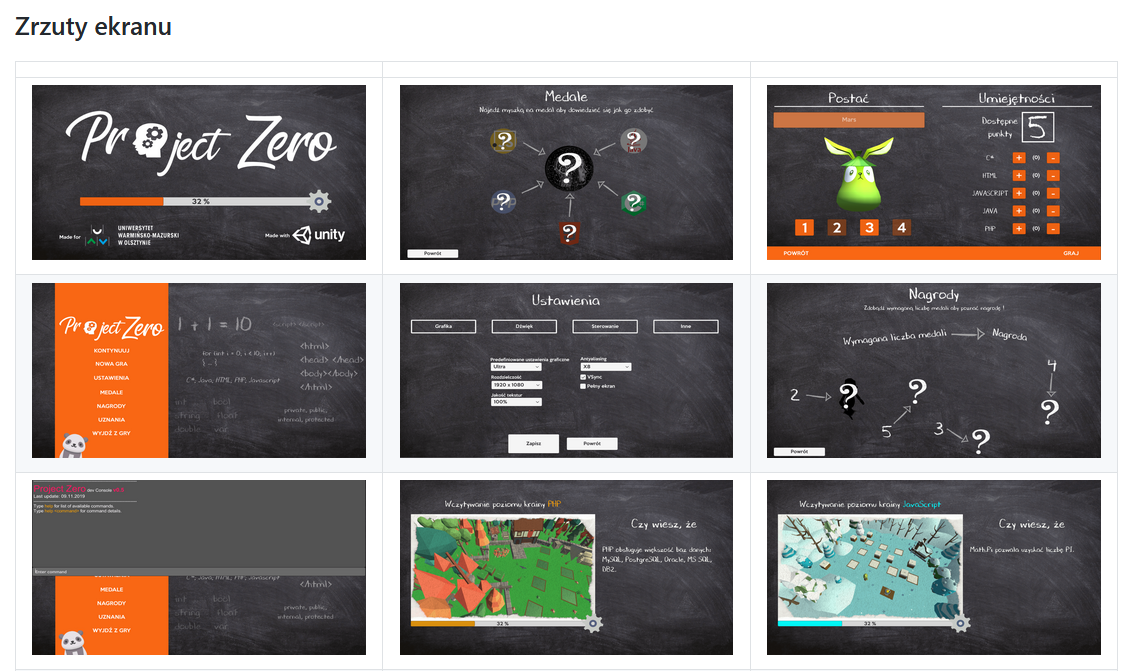 Zrzuty ekranu
Project Zero
32 %
Made for
UNIWERSYTET
WARMIŃSKO-MAZURSKI
W OLSZTYNIE
Made with unity
Medale
Najedź myszką na medal aby dowiedzieć się jak go zdobyć
?
?
?
?
?
?
Powrót
Postać
Mars
1 2 3 4
Umiejętności
Dostępne
punkty
5
C# + (0) -
HTML + (0) -
JAVASCRIPT + (0) -
JAVA + (0) -
PHP + (0) -
POWRÓT GRAJ
Project Zero
KONTYNUUJ
NOWA GRA
USTAWIENIA
MEDALE
NAGRODY
UZNANIA
WYJDŹ Z GRY
1 + 1 = 10
for (int i = 0; i < 10; i++)
{ - }
C#, Java, HTML, PHP, Javascript
<html>
<head> </head>
<body></body>
</html>
int bool
string float
double var
private, public,
internal, protected
Ustawienia
Grafika Dźwięk Sterowanie Inne
Predefiniowane ustawienia graficzne
Ultra
Rozdzielczość
1920 x 1080
Jakość tekstur
100%
Antyaliasing
X8
VSync
Pełny ekran
Zapisz Powrót
Nagrody
Zdobądź wymaganą liczbę medali aby poznać nagrodę !
Wymagana liczba medali Nagroda
2 ?
5 ?
3 ?
4
?
Powrót
Project Zero dev Console
Last update: 09.11.2019
Type help for list of available commands.
Type help <command> for command details.
Enter command
MEDALE
NAGRODY
UZNANIA
WYJDŹ Z GRY
C#, Java, HTML, PHP, Javascript
</html>
int bool
string float
double var
private, public,
internal, protected
Wczytywanie poziomu krainy PHP
32 %
Czy wiesz, że
PHP obsługuje większość baz danych:
MySQL, PostgreSQL, Oracle, MS SQL,
DB2.
Wczytywanie poziomu krainy JavaScript
32 %
Czy wiesz, że
Math.PI pozwala uzyskać liczbę PI.